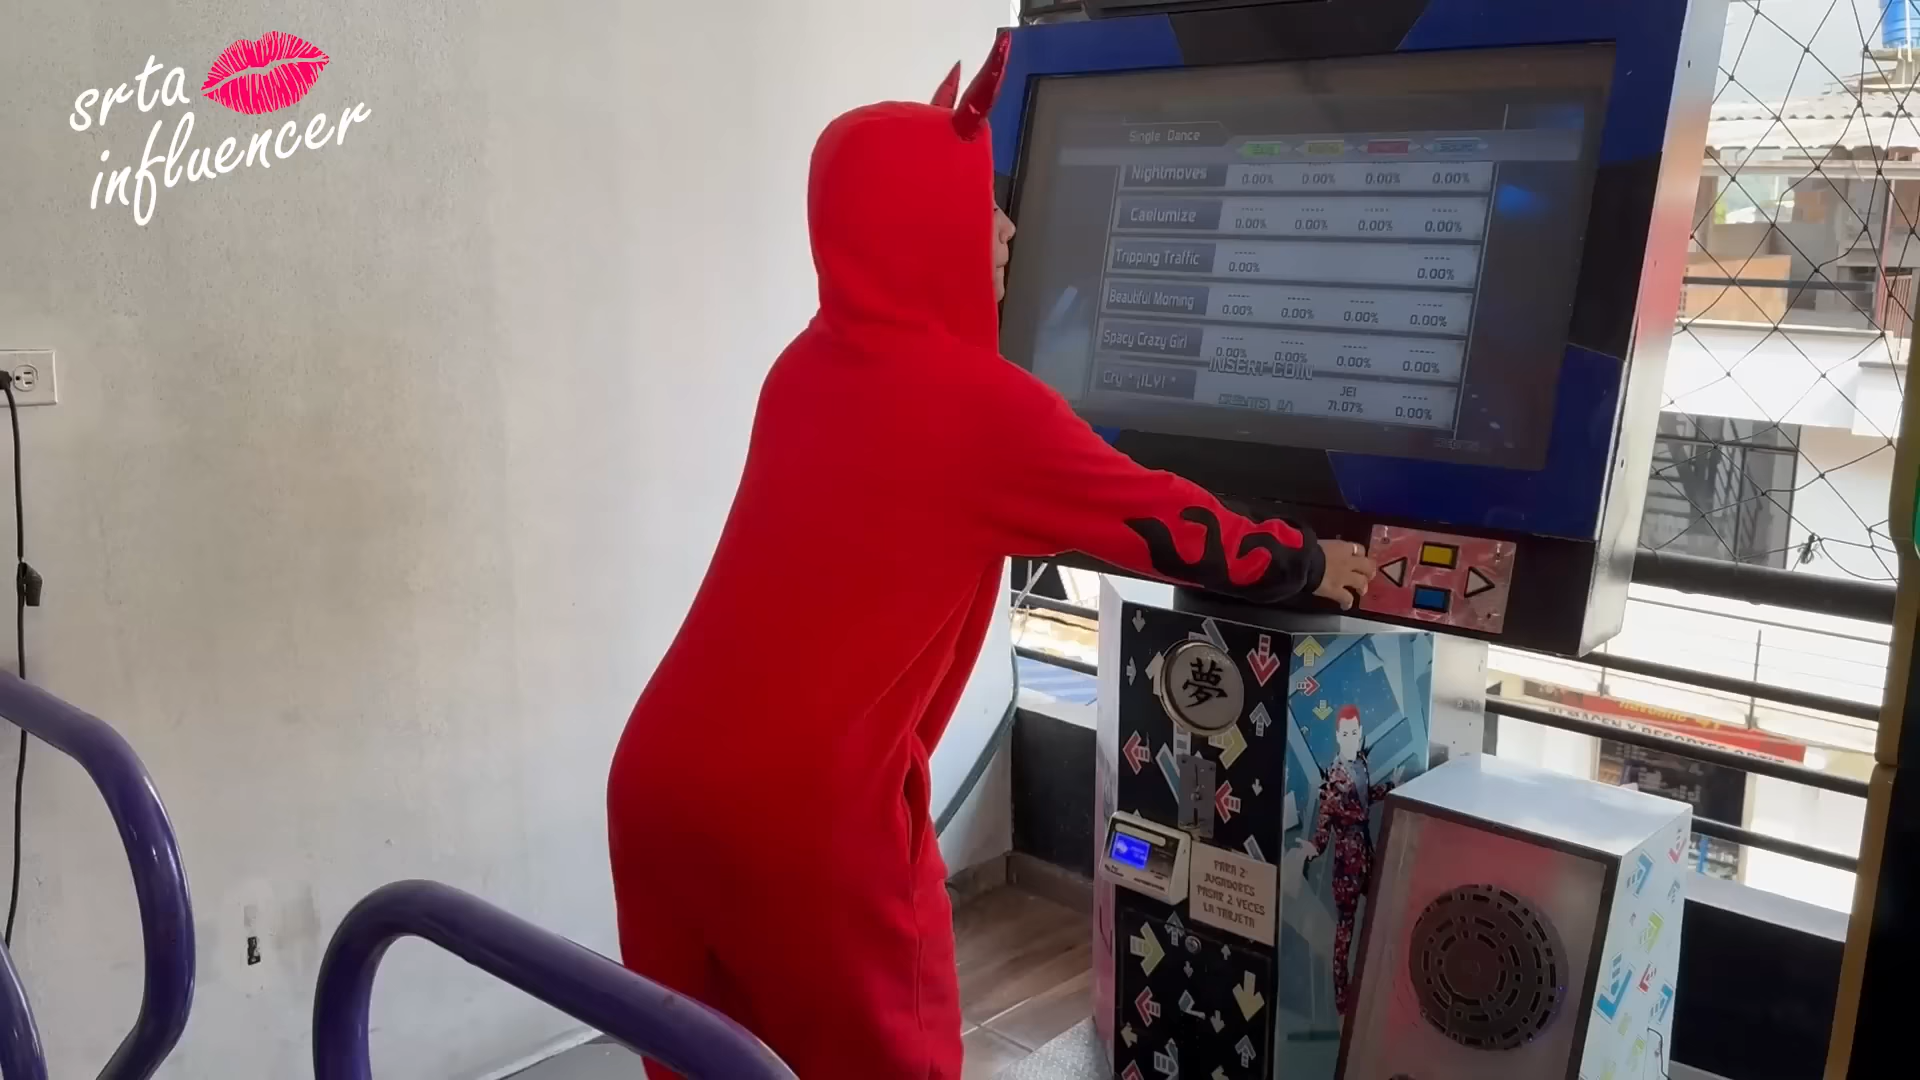 srta
influencer
Single Dance
Nightmoves
0.00% 0.00% 0.00% 0.00%
Caelumize
0.00% 0.00% 0.00% 0.00%
Tripping Traffic
0.00% 0.00%
Beautiful Morning
0.00% 0.00% 0.00% 0.00%
Spacy Crazy Girl
0.00% 0.00% 0.00% 0.00%
INSERT COIN
JEI
71.07% 0.00%
夢
PARA 2
JUGADORES
PASAR 2 VECES
LA TARJETA